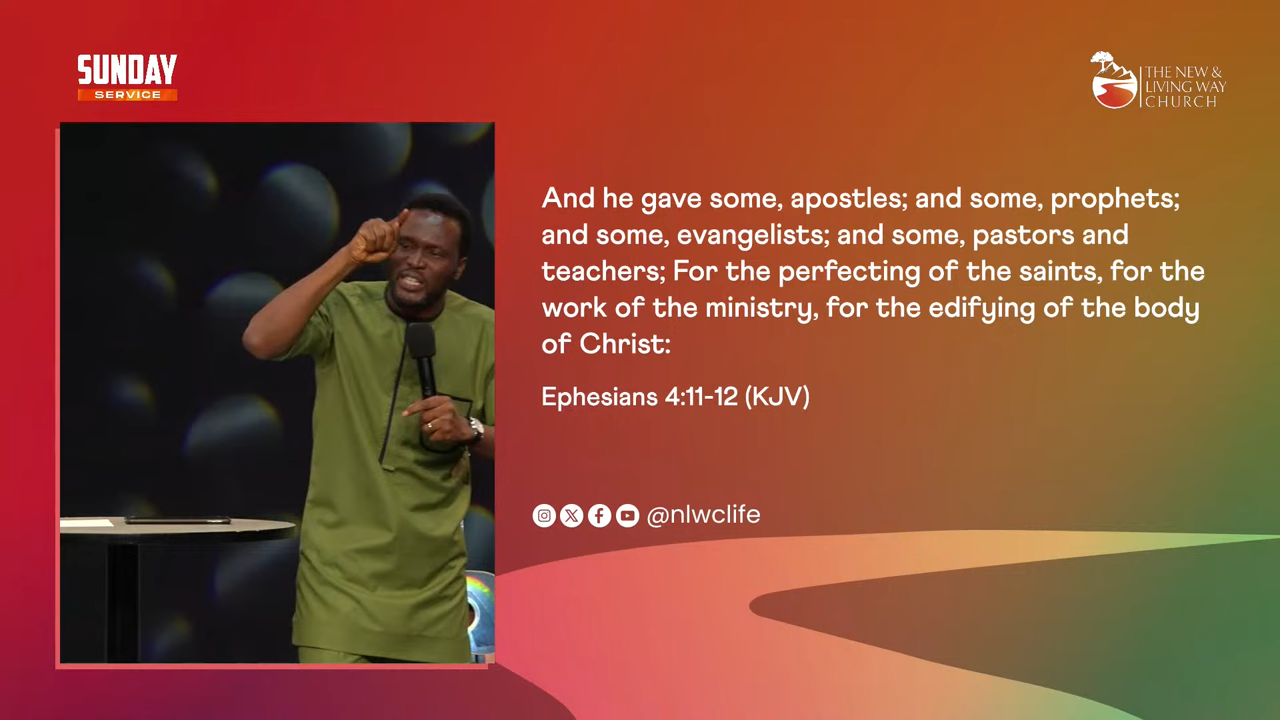 SUNDAY
SERVICE
THE NEW &
LIVING WAY
CHURCH
And he gave some, apostles; and some, prophets;
and some, evangelists; and some, pastors and
teachers; For the perfecting of the saints, for the
work of the ministry, for the edifying of the body
of Christ:
Ephesians 4:11-12 (KJV)
@nlwclife